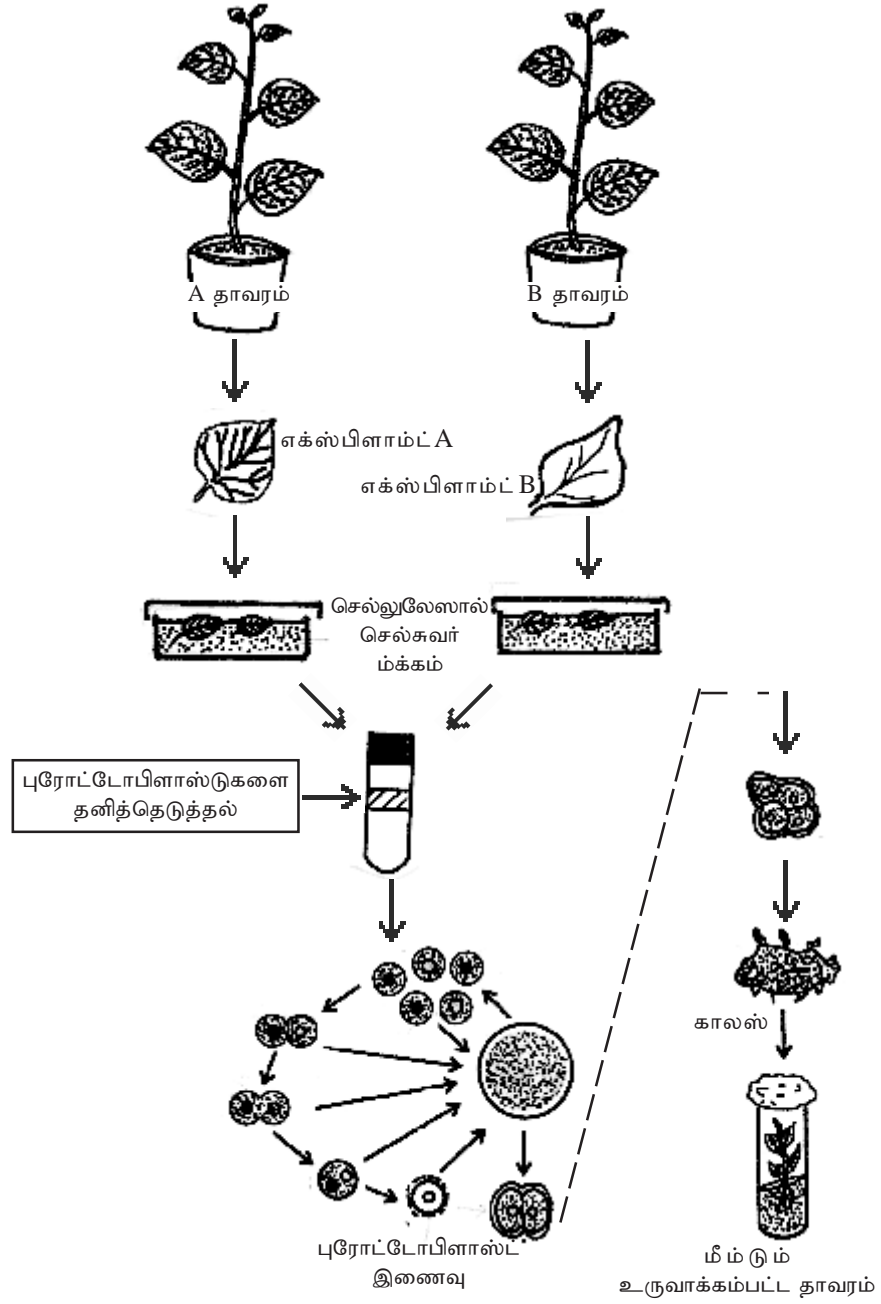 A தாவரம்
B தாவரம்
எக்ஸ்பிளாம்ட் A
எக்ஸ்பிளாம்ட் B
செல்லுலேஸால்
செல்சுவர்
ம்க்கம்
புரோட்டோபிளாஸ்டுகளை
தனித்தெடுத்தல்
காலஸ்
புரோட்டோபிளாஸ்ட்
இணைவு
மீம்டும்
உருவாக்கம்பட்ட தாவரம்